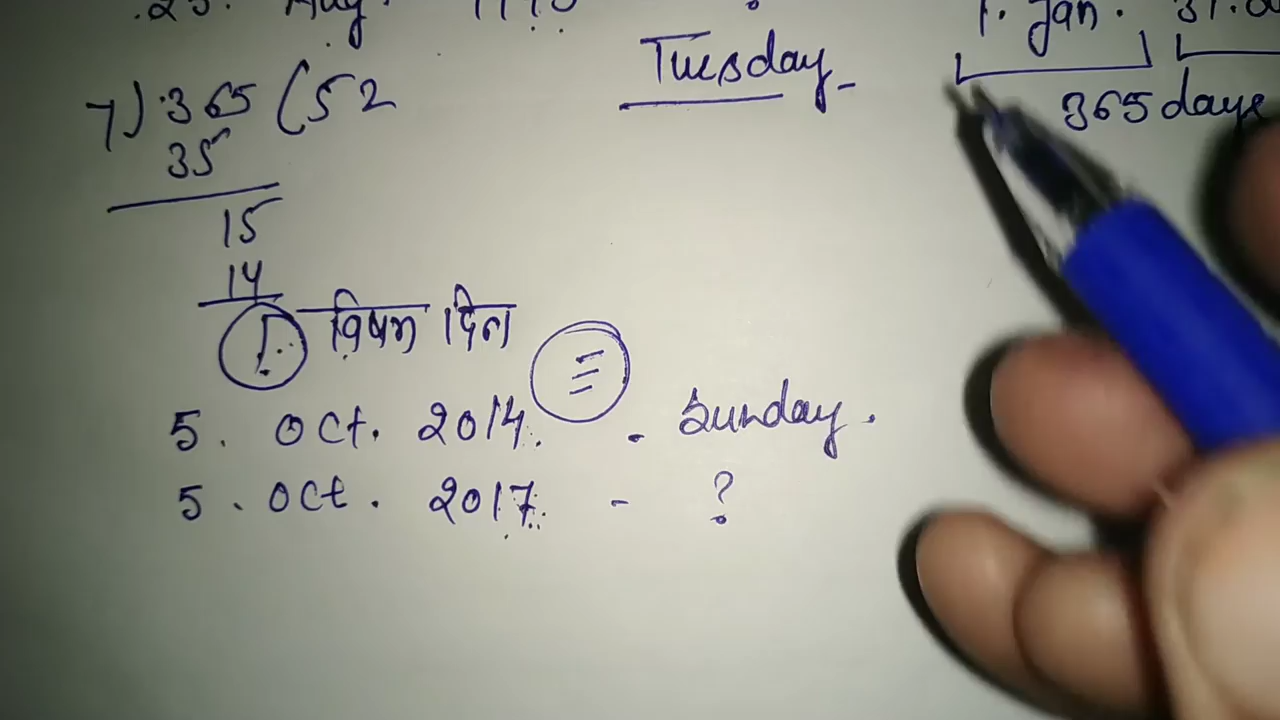 Aug.
Tuesday -
1. Jan.
365 days
7) 365 (52
35
15
14
1. विषम दिन
5. Oct. 2014. - Sunday.
5. Oct. 2017 - ?